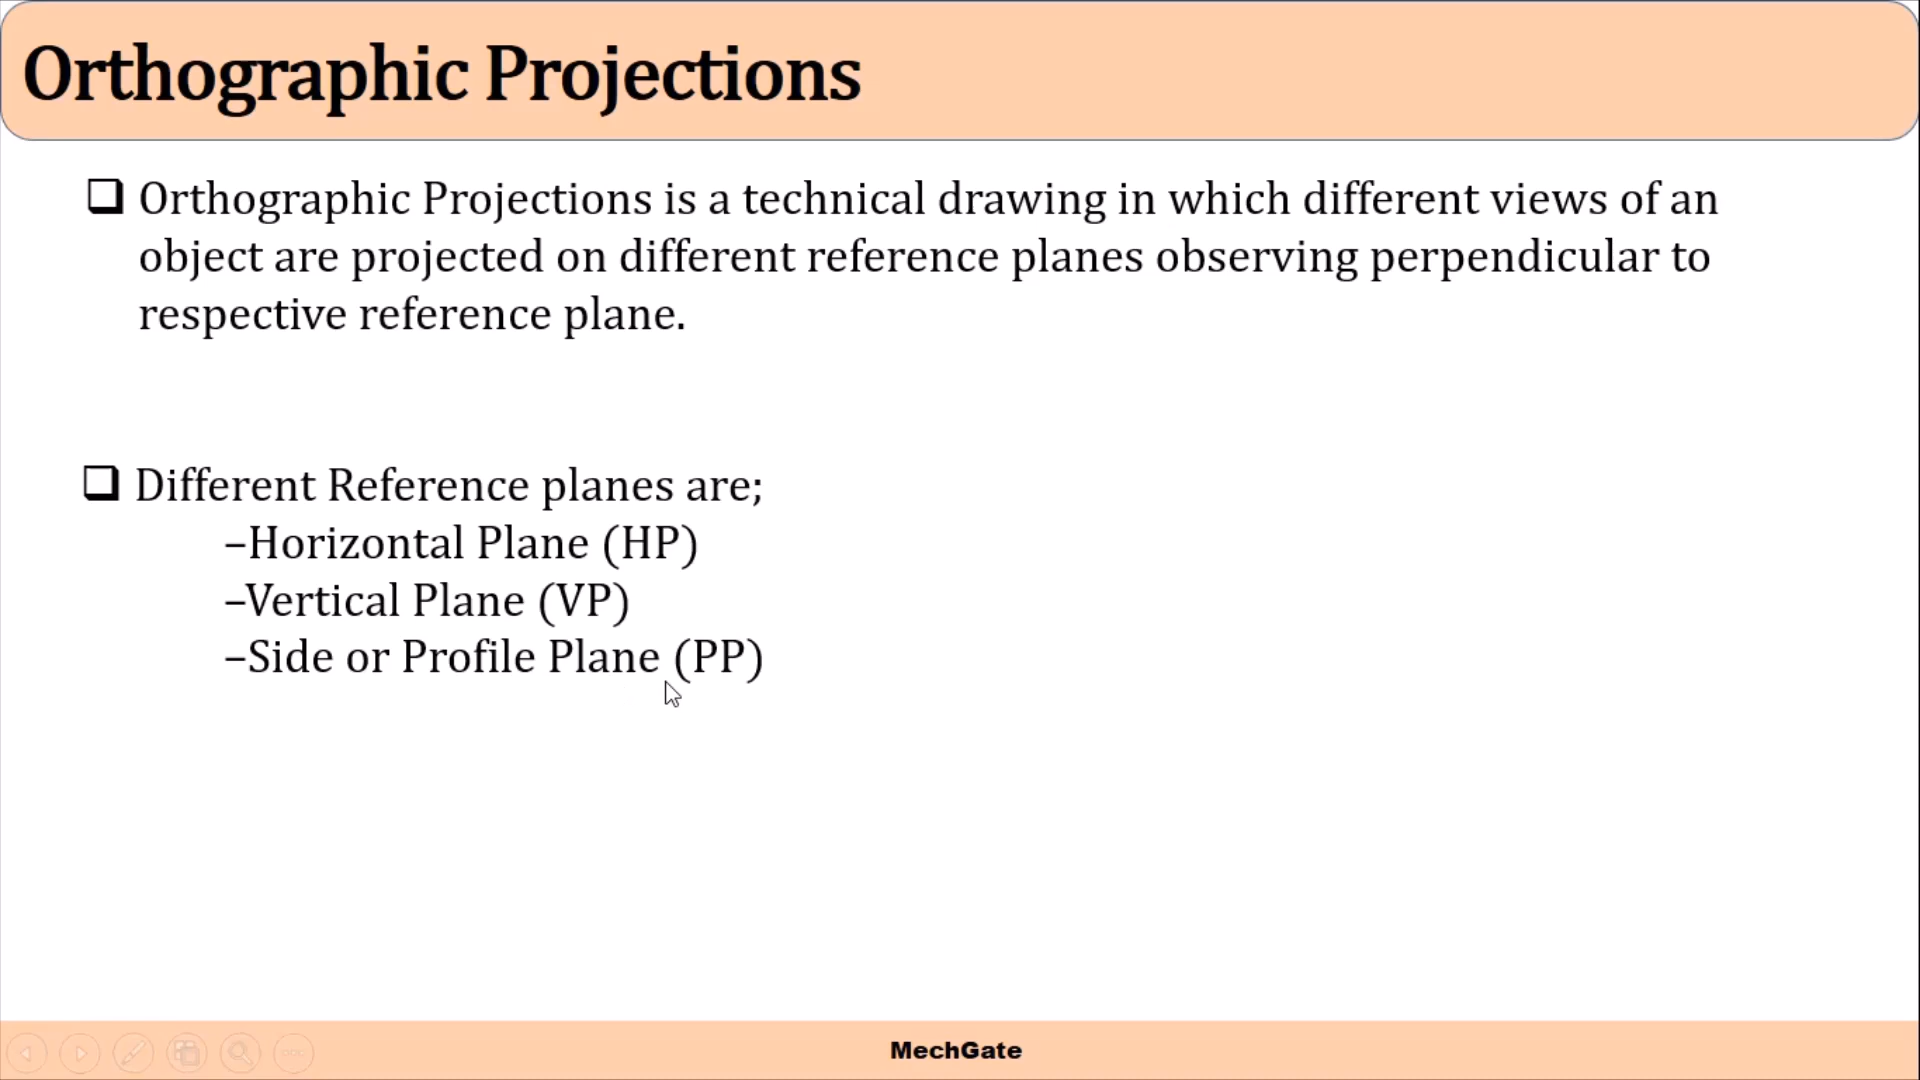 Orthographic Projections
❑ Orthographic Projections is a technical drawing in which different views of an
object are projected on different reference planes observing perpendicular to
respective reference plane.
❑ Different Reference planes are;
–Horizontal Plane (HP)
–Vertical Plane (VP)
–Side or Profile Plane (PP)
MechGate